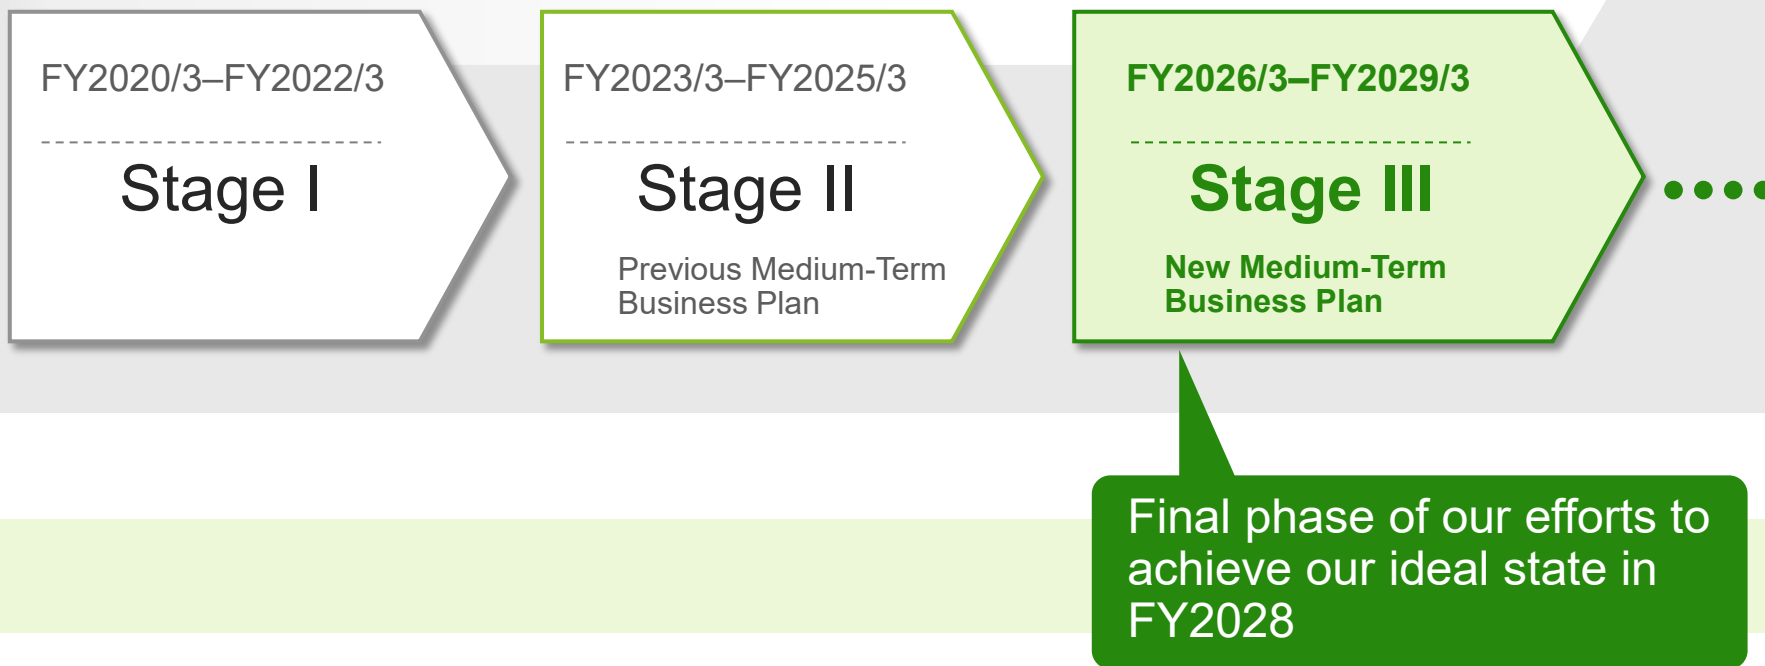 FY2020/3–FY2022/3
Stage I
FY2023/3–FY2025/3
Stage II
Previous Medium-Term
Business Plan
FY2026/3–FY2029/3
Stage III
New Medium-Term
Business Plan
Final phase of our efforts to
achieve our ideal state in
FY2028